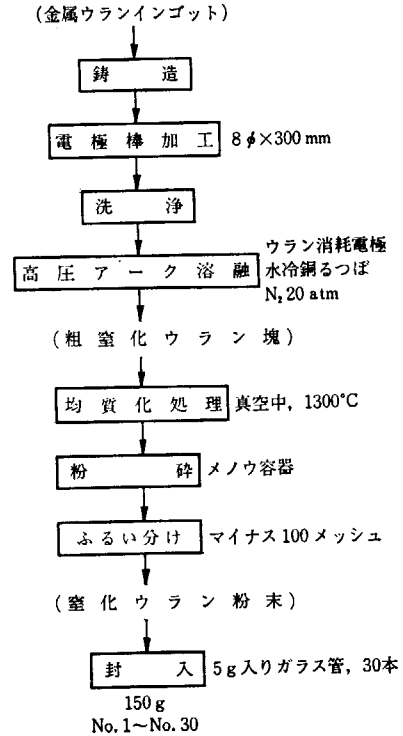 (金属ウランインゴット)
鋳造
電極棒加工 8φ×300mm
洗浄
ウラン消耗電極
高圧アーク溶融 水冷銅るつぼ
N₂ 20 atm
(粗窒化ウラン塊)
均質化処理 真空中，1300°C
粉砕 メノウ容器
ふるい分け マイナス100メッシュ
(窒化ウラン粉末)
封入 5g入りガラス管，30本
150g
No.1～No.30